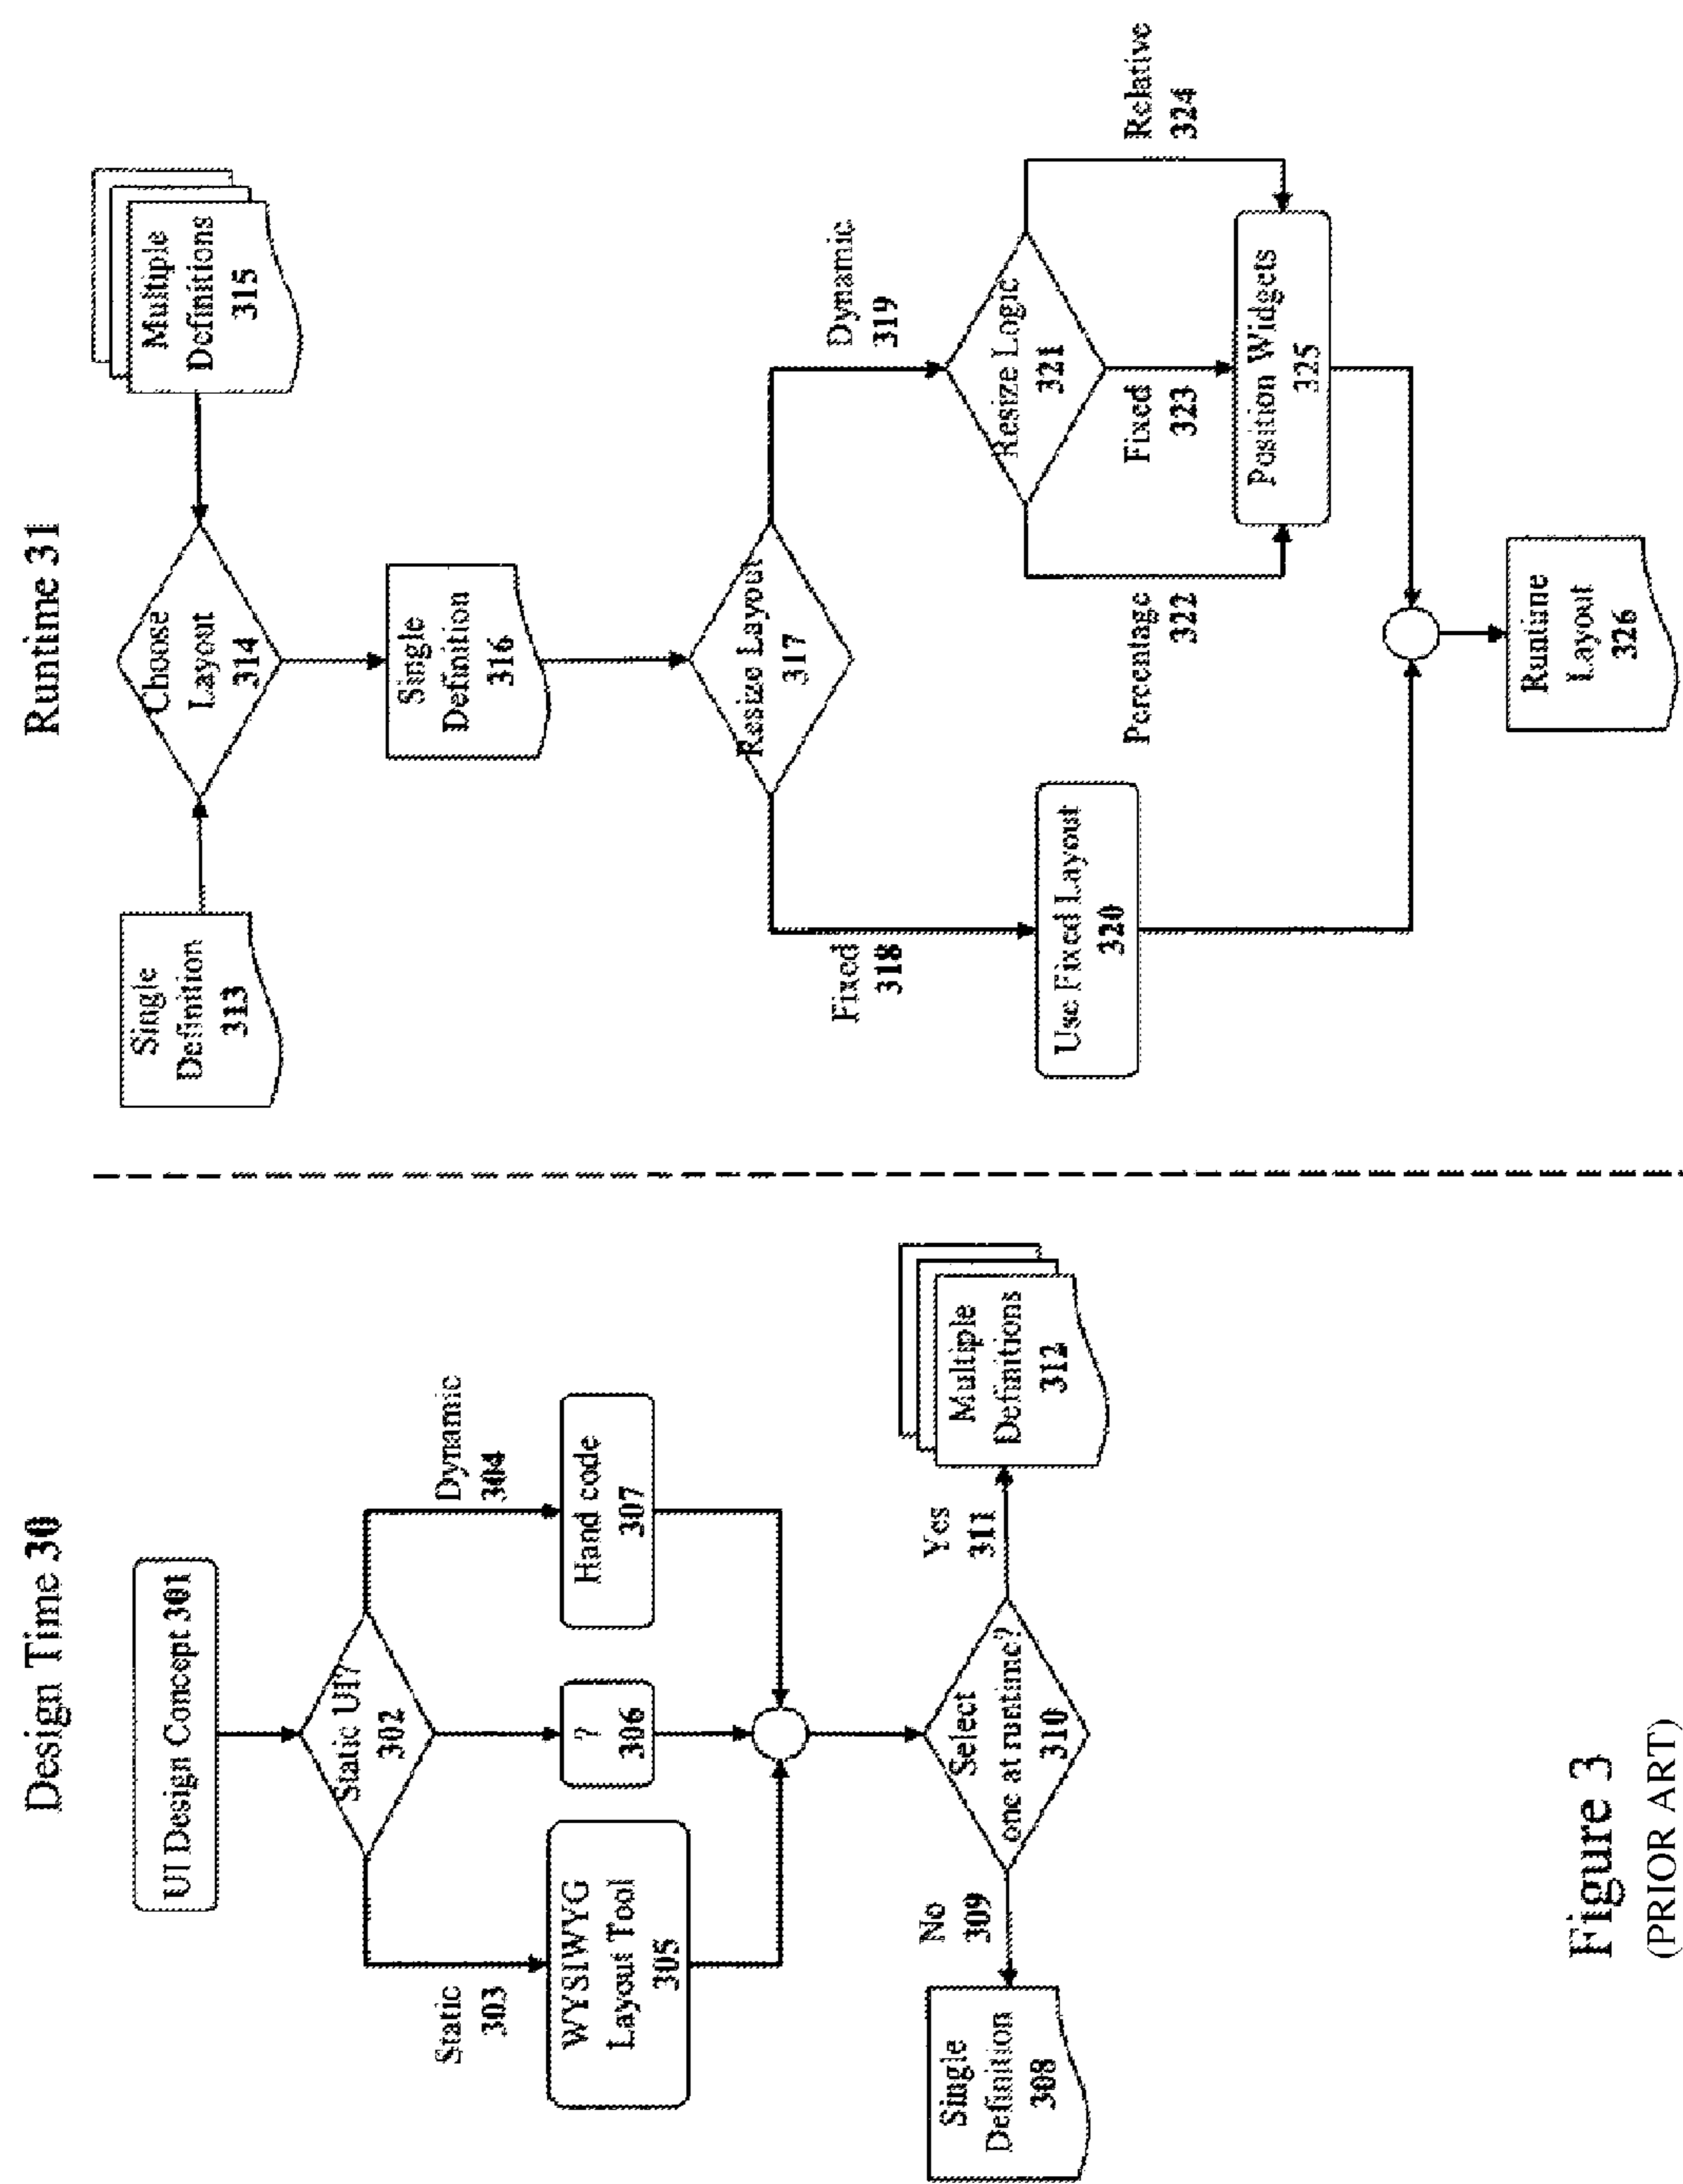 Design Time 30
UI Design Concept 301
Static UI?
302
Static
303
Dynamic
304
WYSIWYG
Layout Tool
305
?
306
Hand code
307
Select
one at runtime?
310
No
309
Yes
311
Single
Definition
308
Multiple
Definitions
312
Runtime 31
Single
Definition
313
Choose
Layout
314
Multiple
Definitions
315
Single
Definition
316
Resize Layout
317
Fixed
318
Dynamic
319
Use Fixed Layout
320
Resize Logic
321
Percentage
322
Fixed
323
Relative
324
Position Widgets
325
Runtime
Layout
326
Figure 3
(PRIOR ART)